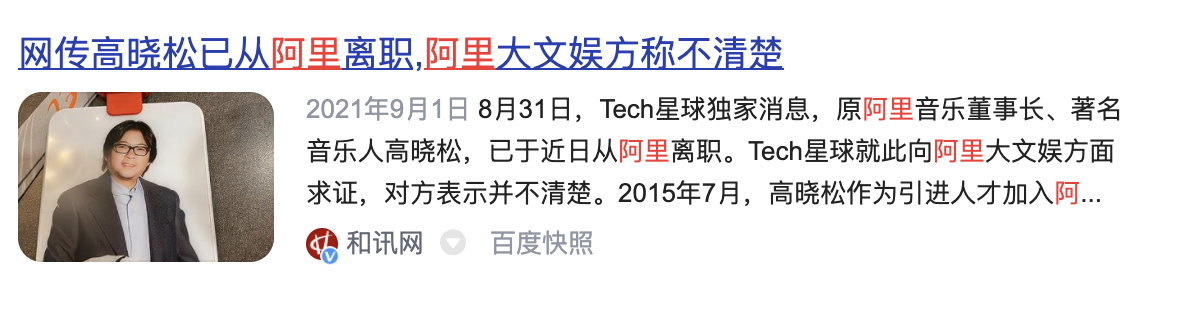 网传高晓松已从阿里离职,阿里大文娱方称不清楚
2021年9月1日 8月31日，Tech星球独家消息，原阿里音乐董事长、著名
音乐人高晓松，已于近日从阿里离职。Tech星球就此向阿里大文娱方面
求证，对方表示并不清楚。2015年7月，高晓松作为引进人才加入阿...
和讯网 百度快照